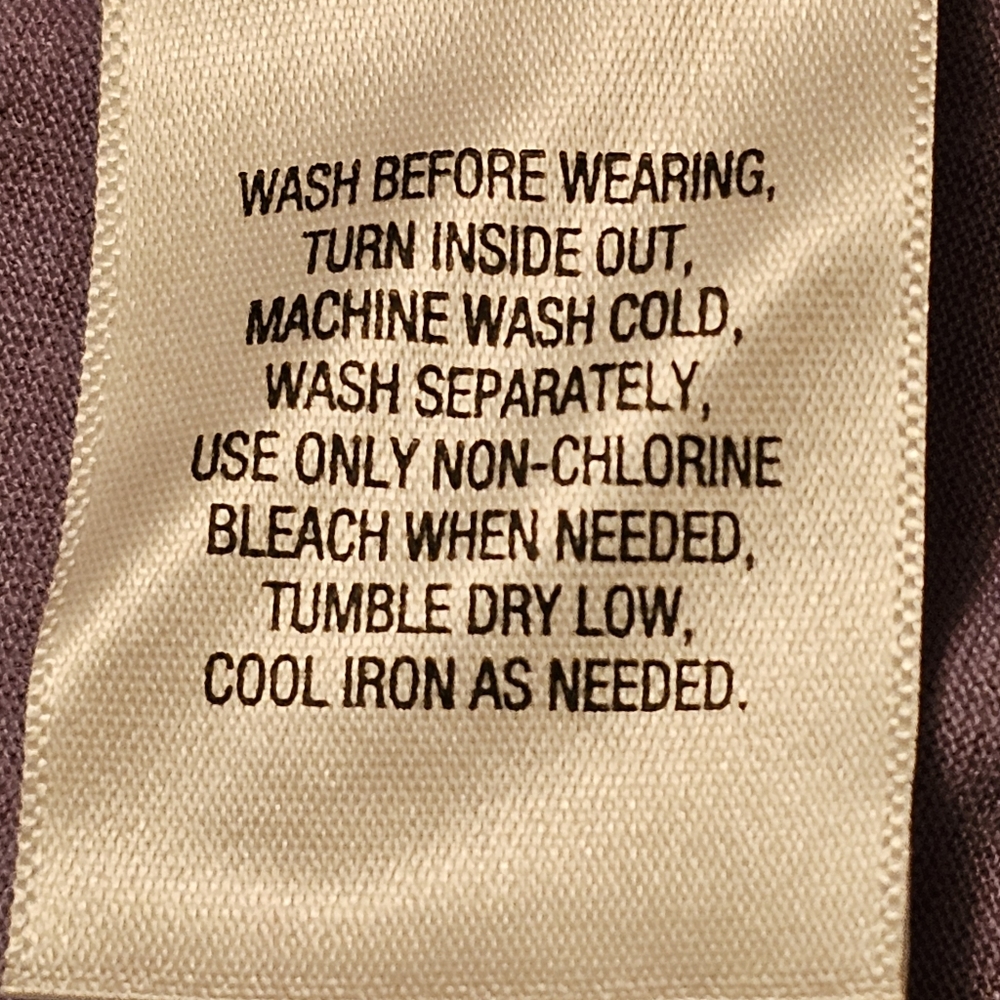 WASH BEFORE WEARING,
TURN INSIDE OUT,
MACHINE WASH COLD,
WASH SEPARATELY,
USE ONLY NON-CHLORINE
BLEACH WHEN NEEDED,
TUMBLE DRY LOW,
COOL IRON AS NEEDED.